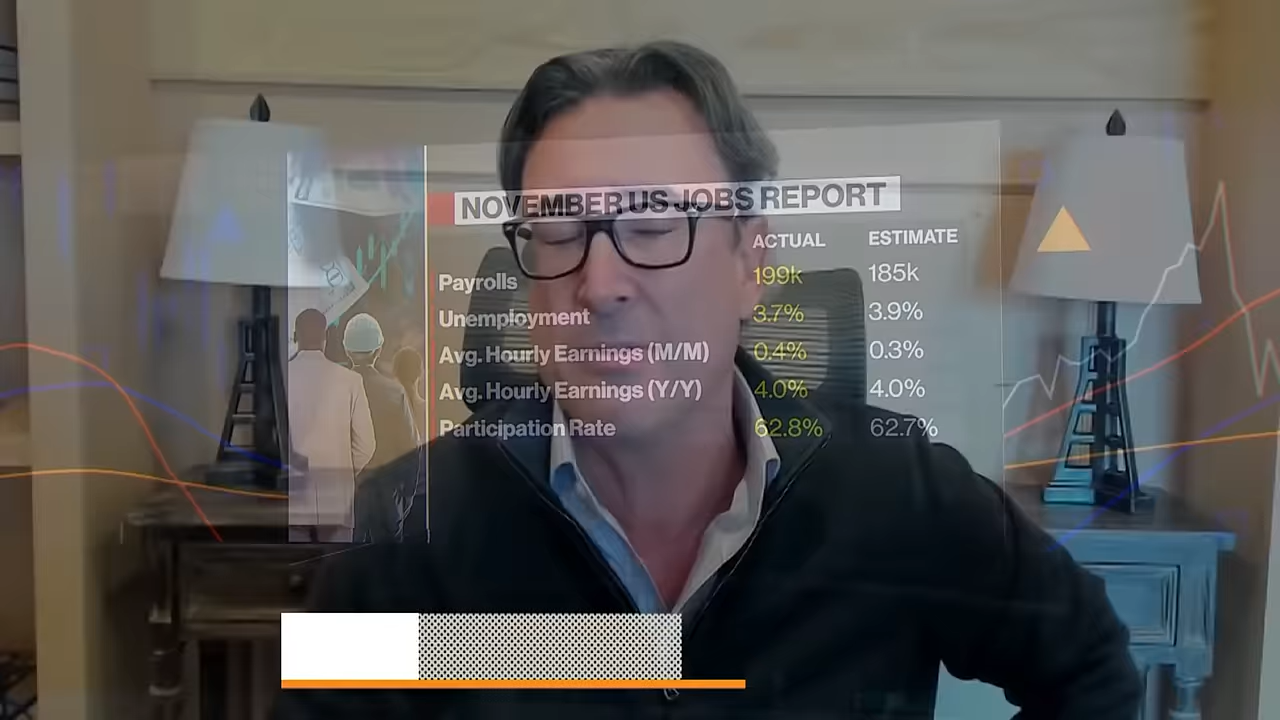 NOVEMBER US JOBS REPORT
ACTUAL ESTIMATE
Payrolls 199k 185k
Unemployment 3.7% 3.9%
Avg. Hourly Earnings (M/M) 0.4% 0.3%
Avg. Hourly Earnings (Y/Y) 4.0% 4.0%
Participation Rate 62.8% 62.7%